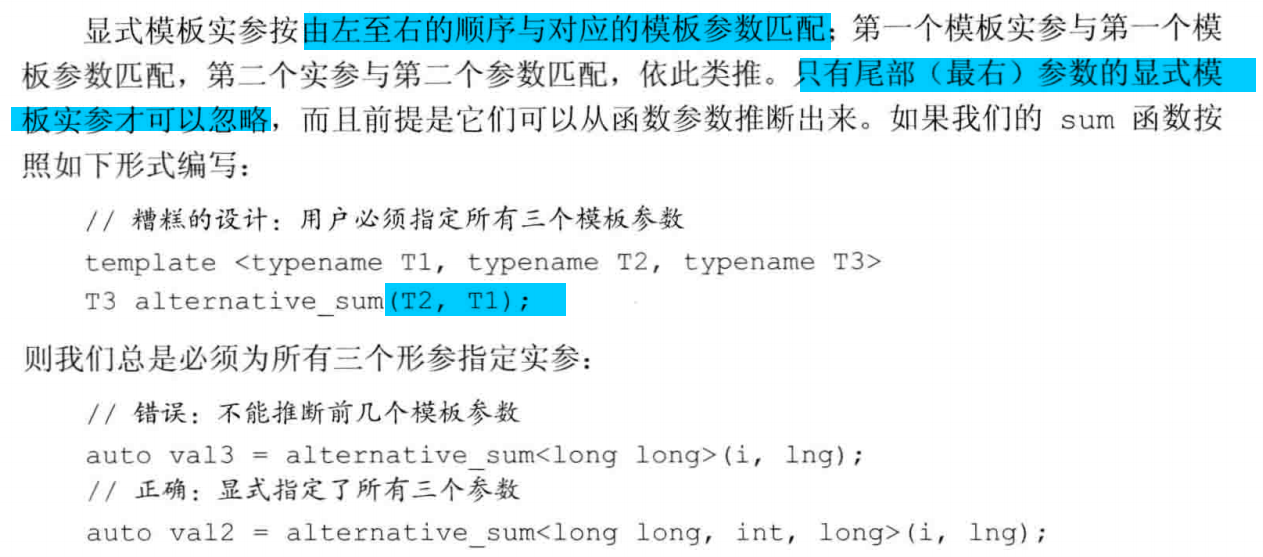 显式模板实参按由左至右的顺序与对应的模板参数匹配；第一个模板实参与第一个模
板参数匹配，第二个实参与第二个参数匹配，依此类推。只有尾部（最右）参数的显式模
板实参才可以忽略，而且前提是它们可以从函数参数推断出来。如果我们的 sum 函数按
照如下形式编写：
// 糟糕的设计：用户必须指定所有三个模板参数
template <typename T1, typename T2, typename T3>
T3 alternative_sum(T2, T1);
则我们总是必须为所有三个形参指定实参：
// 错误：不能推断前几个模板参数
auto val3 = alternative_sum<long long>(i, lng);
// 正确：显式指定了所有三个参数
auto val2 = alternative_sum<long long, int, long>(i, lng);